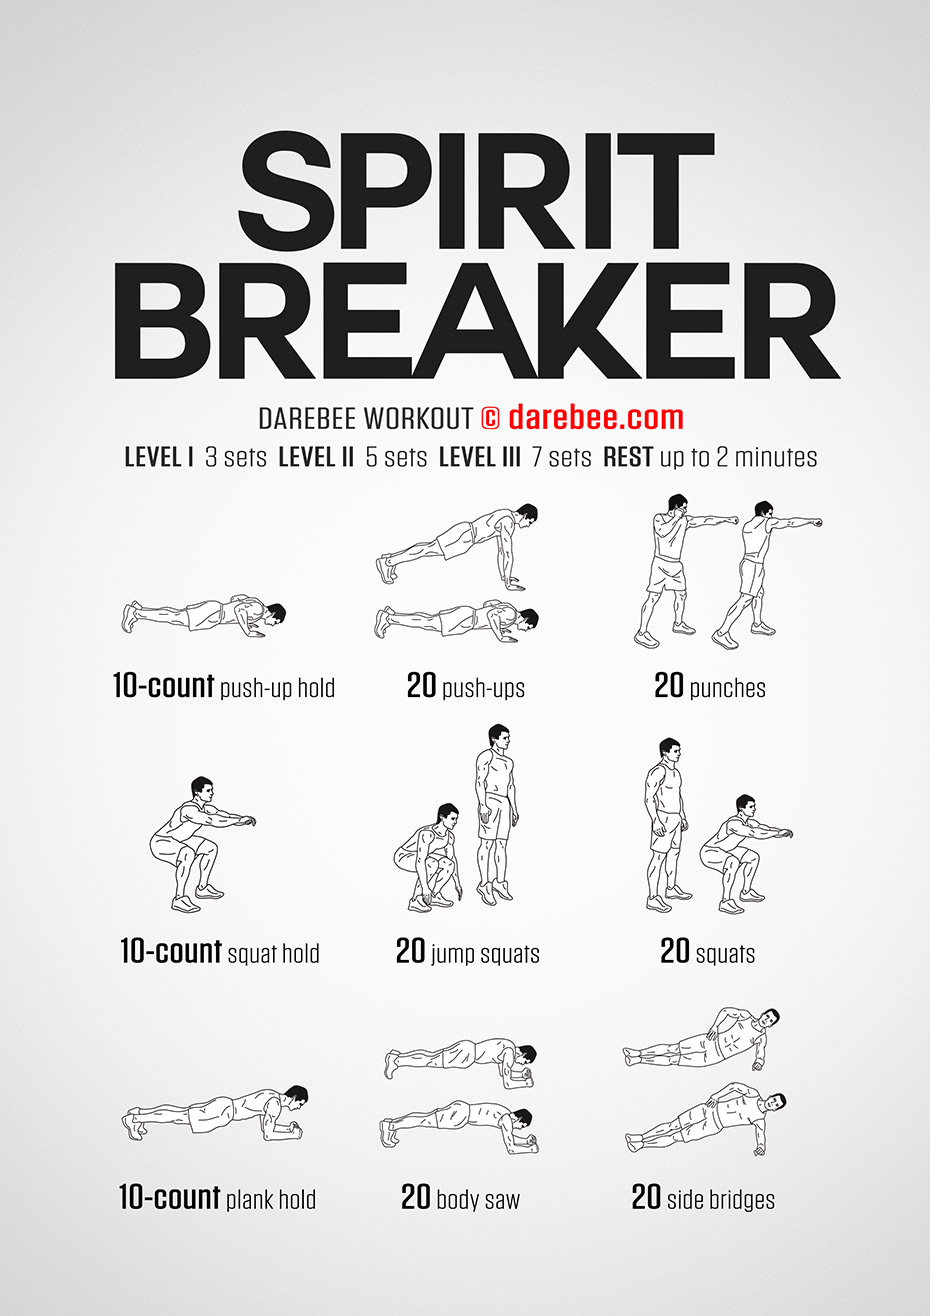 SPIRIT
BREAKER
DAREBEE WORKOUT © darebee.com
LEVEL I 3 sets LEVEL II 5 sets LEVEL III 7 sets REST up to 2 minutes
10-count push-up hold
20 push-ups
20 punches
10-count squat hold
20 jump squats
20 squats
10-count plank hold
20 body saw
20 side bridges